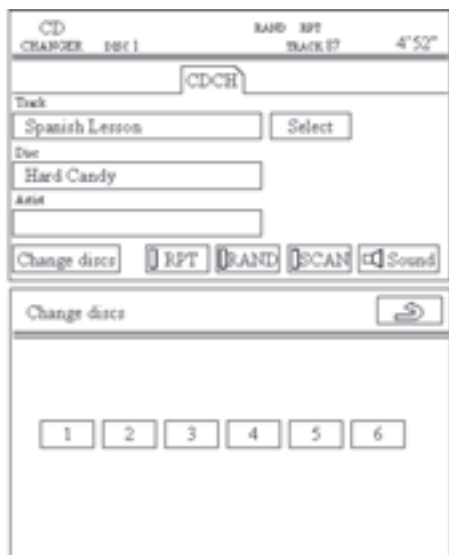 CD RAND RPT
CHANGER DISC 1 TRACK 07 4'52"
CDCH
Track
Spanish Lesson Select
Disc
Hard Candy
Artist
Change discs RPT RAND SCAN Sound
Change discs
1 2 3 4 5 6